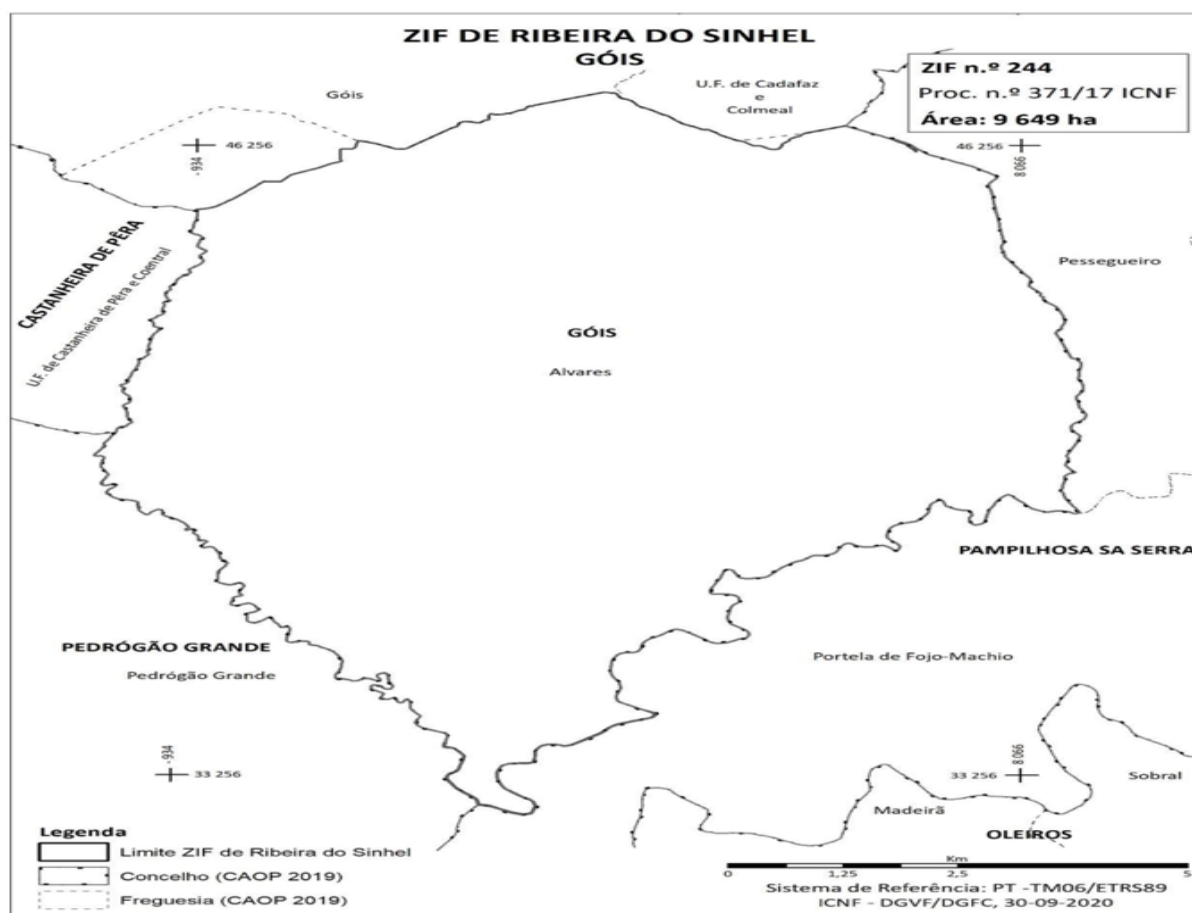 ZIF DE RIBEIRA DO SINHEL
GÓIS
ZIF n.º 244
Proc. n.º 371/17 ICNF
Área: 9 649 ha
Góis
U.F. de Cadafaz
e
Colmeal
46 256
- 934
46 256
8 066
CASTANHEIRA DE PÊRA
U.F. de Castanheira de Pêra e Coentral
Pessegueiro
GÓIS
Alvares
PAMPILHOSA SA SERRA
PEDRÓGÃO GRANDE
Pedrógão Grande
Portela de Fojo-Machio
- 934
33 256
8 066
33 256
Sobral
Madeirã
OLEIROS
Legenda
Limite ZIF de Ribeira do Sinhel
Concelho (CAOP 2019)
Freguesia (CAOP 2019)
Km
0 1,25 2,5 5
Sistema de Referência: PT -TM06/ETRS89
ICNF - DGVF/DGFC, 30-09-2020